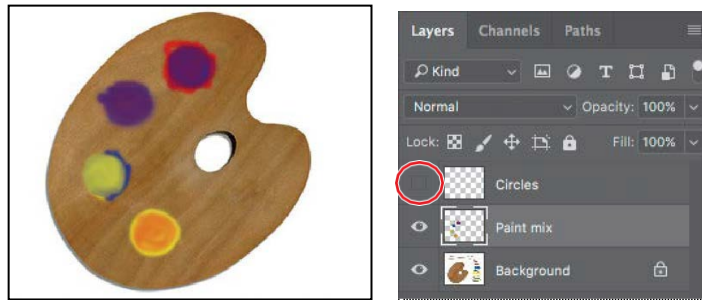 Layers Channels Paths
Kind T
Normal Opacity: 100%
Lock: Fill: 100%
Circles
Paint mix
Background